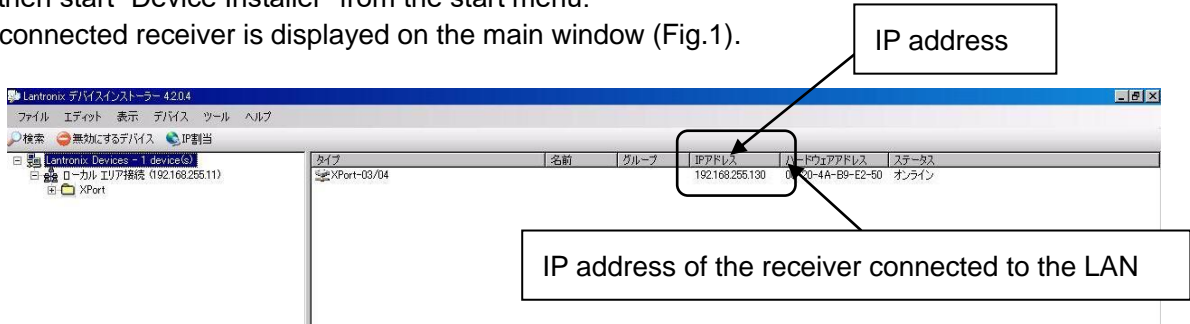 then start "Device Installer" from the start menu.
connected receiver is displayed on the main window (Fig.1).
IP address
Lantronix デバイスインストーラー 4.2.0.4
ファイル エディット 表示 デバイス ツール ヘルプ
検索 無効にするデバイス IP割当
Lantronix Devices - 1 device(s)
ローカル エリア接続 (192.168.255.11)
XPort
タイプ 名前 グループ IPアドレス ハードウェアアドレス ステータス
XPort-03/04 192.168.255.130 00-20-4A-B9-E2-50 オンライン
IP address of the receiver connected to the LAN